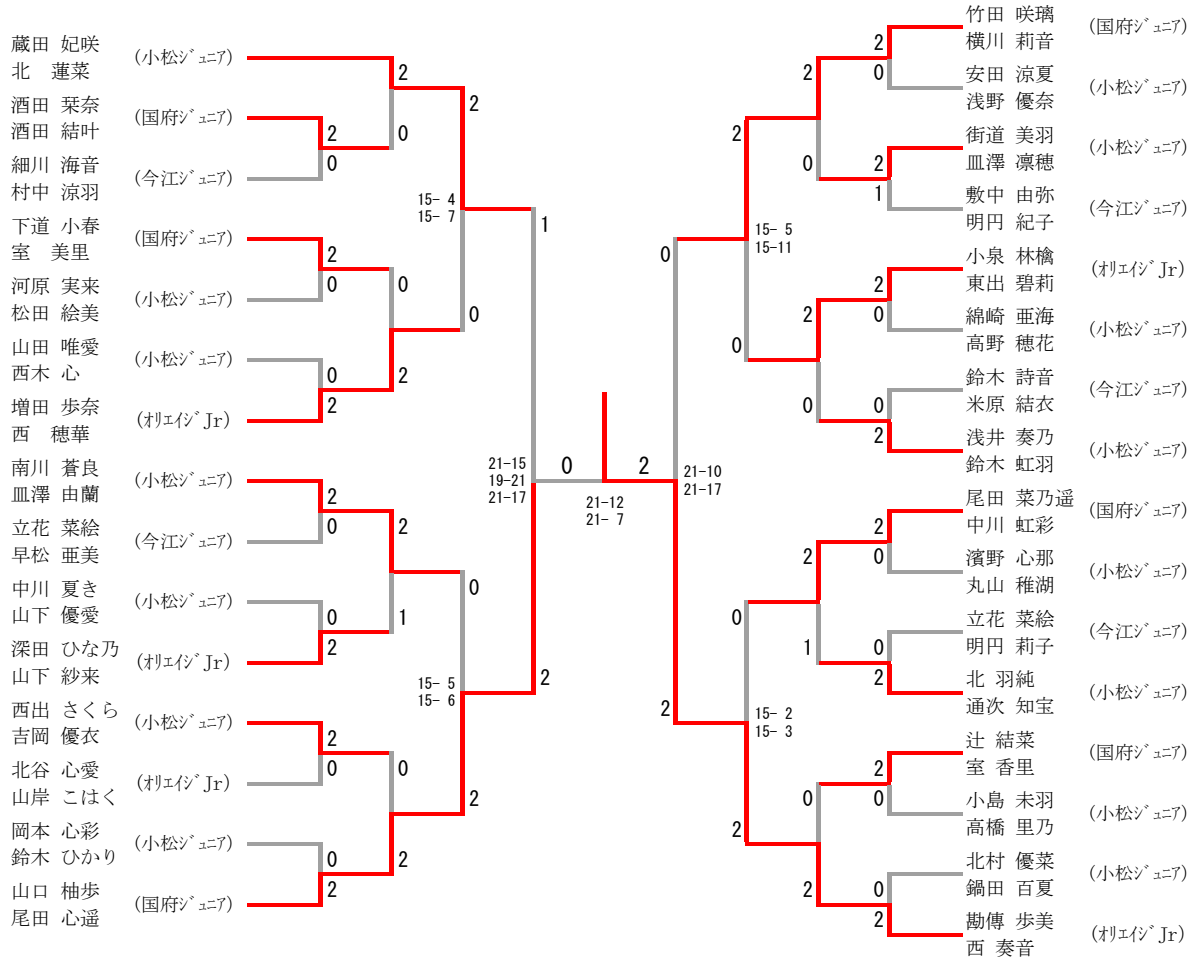 蔵田 妃咲
北　蓮菜
(小松ｼﾞｭﾆｱ)
酒田 栞奈
酒田 結叶
(国府ｼﾞｭﾆｱ)
細川 海音
村中 涼羽
(今江ｼﾞｭﾆｱ)
下道 小春
室　美里
(国府ｼﾞｭﾆｱ)
河原 実来
松田 絵美
(小松ｼﾞｭﾆｱ)
山田 唯愛
西木 心
(小松ｼﾞｭﾆｱ)
増田 歩奈
西　穂華
(ｵﾘｴｲｼﾞJr)
南川 蒼良
皿澤 由蘭
(小松ｼﾞｭﾆｱ)
立花 菜絵
早松 亜美
(今江ｼﾞｭﾆｱ)
中川 夏き
山下 優愛
(小松ｼﾞｭﾆｱ)
深田 ひな乃
山下 紗来
(ｵﾘｴｲｼﾞJr)
西出 さくら
吉岡 優衣
(小松ｼﾞｭﾆｱ)
北谷 心愛
山岸 こはく
(ｵﾘｴｲｼﾞJr)
岡本 心彩
鈴木 ひかり
(小松ｼﾞｭﾆｱ)
山口 柚歩
尾田 心遥
(国府ｼﾞｭﾆｱ)
2
0
2
0
0
2
2
0
0
2
2
0
0
2
2
0
0
2
2
1
0
2
2
0
15- 4
15- 7
0
2
15- 5
15- 6
1
2
21-15
19-21
21-17
0
2
21-12
21- 7
0
2
21-10
21-17
2
0
15- 5
15-11
0
2
15- 2
15- 3
2
0
2
0
2
1
0
2
2
0
2
1
2
0
0
2
2
0
0
2
2
0
0
2
竹田 咲璃
横川 莉音
(国府ｼﾞｭﾆｱ)
安田 涼夏
浅野 優奈
(小松ｼﾞｭﾆｱ)
街道 美羽
皿澤 凛穂
(小松ｼﾞｭﾆｱ)
敷中 由弥
明円 紀子
(今江ｼﾞｭﾆｱ)
小泉 林檎
東出 碧莉
(ｵﾘｴｲｼﾞJr)
綿崎 亜海
高野 穂花
(小松ｼﾞｭﾆｱ)
鈴木 詩音
米原 結衣
(今江ｼﾞｭﾆｱ)
浅井 奏乃
鈴木 虹羽
(小松ｼﾞｭﾆｱ)
尾田 菜乃遥
中川 虹彩
(国府ｼﾞｭﾆｱ)
濱野 心那
丸山 稚湖
(小松ｼﾞｭﾆｱ)
立花 菜絵
明円 莉子
(今江ｼﾞｭﾆｱ)
北 羽純
通次 知宝
(小松ｼﾞｭﾆｱ)
辻 結菜
室 香里
(国府ｼﾞｭﾆｱ)
小島 未羽
高橋 里乃
(小松ｼﾞｭﾆｱ)
北村 優菜
鍋田 百夏
(小松ｼﾞｭﾆｱ)
勘傳 歩美
西 奏音
(ｵﾘｴｲｼﾞJr)